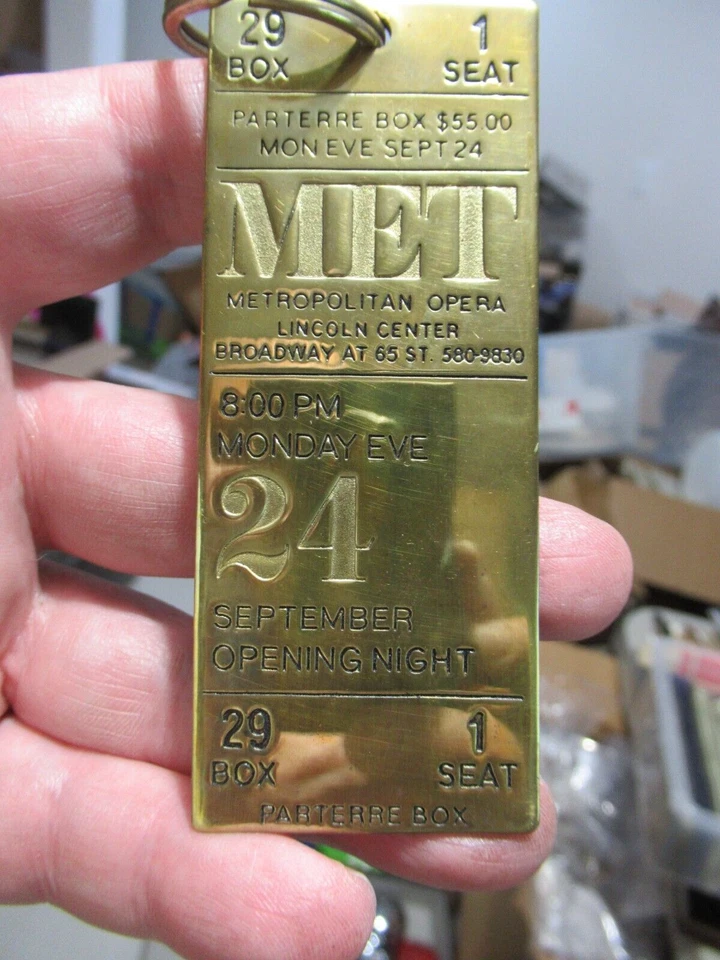 29 1
BOX SEAT
PARTERRE BOX $55.00
MON EVE SEPT 24
MET
METROPOLITAN OPERA
LINCOLN CENTER
BROADWAY AT 65 ST. 580-9830
8:00 PM
MONDAY EVE
24
SEPTEMBER
OPENING NIGHT
29 1
BOX SEAT
PARTERRE BOX